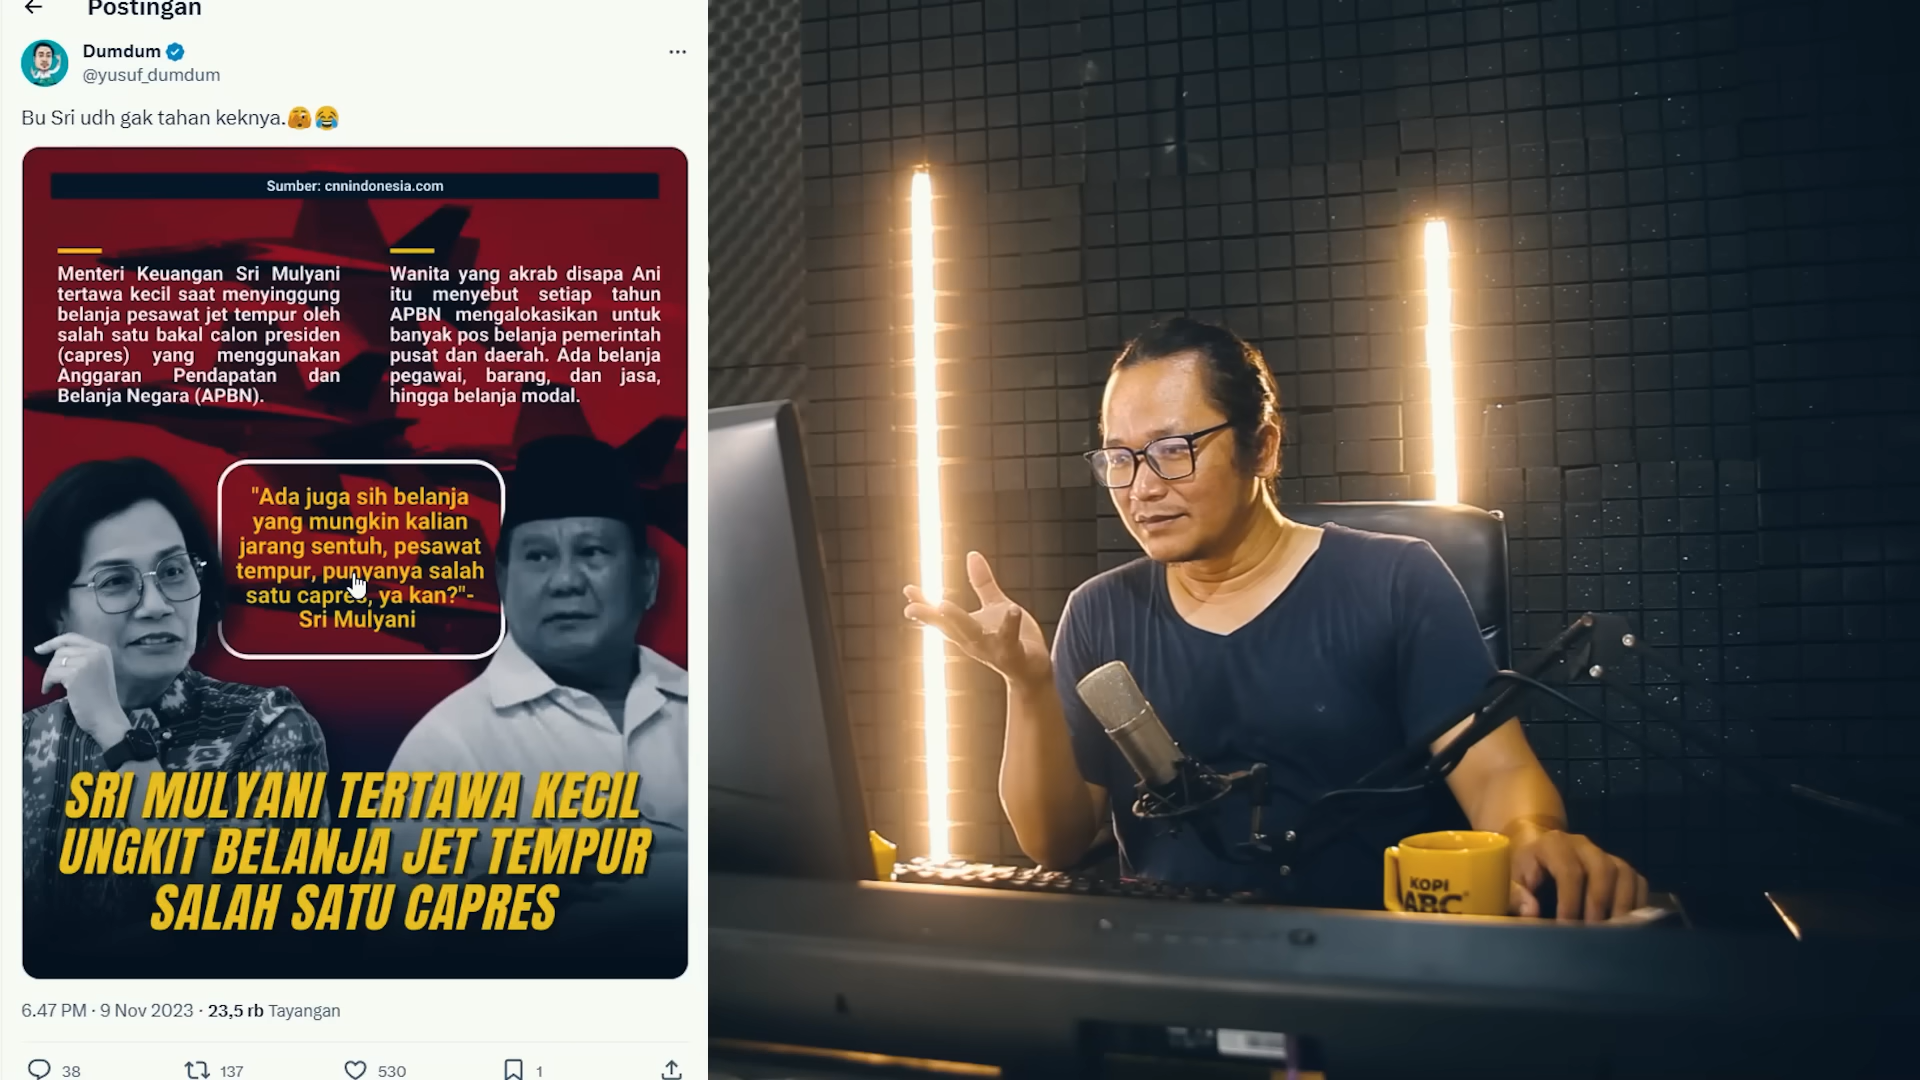 Postingan
Dumdum
@yusuf_dumdum
Bu Sri udh gak tahan keknya.🫣😂
Sumber: cnnindonesia.com
Menteri Keuangan Sri Mulyani
tertawa kecil saat menyinggung
belanja pesawat jet tempur oleh
salah satu bakal calon presiden
(capres) yang menggunakan
Anggaran Pendapatan dan
Belanja Negara (APBN).
Wanita yang akrab disapa Ani
itu menyebut setiap tahun
APBN mengalokasikan untuk
banyak pos belanja pemerintah
pusat dan daerah. Ada belanja
pegawai, barang, dan jasa,
hingga belanja modal.
"Ada juga sih belanja
yang mungkin kalian
jarang sentuh, pesawat
tempur, punyanya salah
satu capres, ya kan?"-
Sri Mulyani
SRI MULYANI TERTAWA KECIL
UNGKIT BELANJA JET TEMPUR
SALAH SATU CAPRES
6.47 PM · 9 Nov 2023 · 23,5 rb Tayangan
38 137 530 1
KOPI
ABC